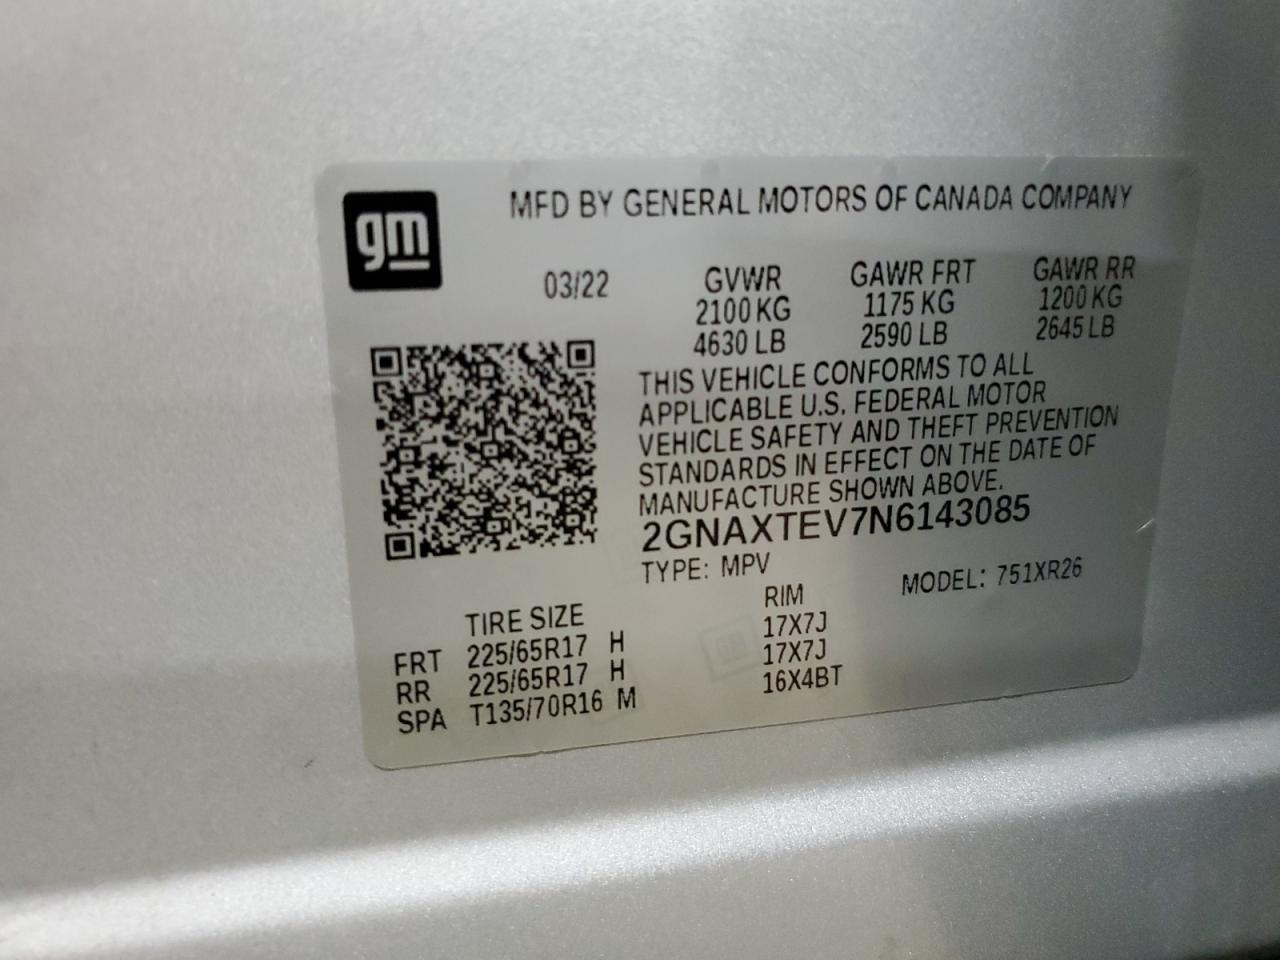 gm
MFD BY GENERAL MOTORS OF CANADA COMPANY
03/22
GVWR GAWR FRT GAWR RR
2100 KG 1175 KG 1200 KG
4630 LB 2590 LB 2645 LB
THIS VEHICLE CONFORMS TO ALL
APPLICABLE U.S. FEDERAL MOTOR
VEHICLE SAFETY AND THEFT PREVENTION
STANDARDS IN EFFECT ON THE DATE OF
MANUFACTURE SHOWN ABOVE.
2GNAXTEV7N6143085
TYPE: MPV MODEL: 751XR26
TIRE SIZE RIM
FRT 225/65R17 H 17X7J
RR 225/65R17 H 17X7J
SPA T135/70R16 M 16X4BT